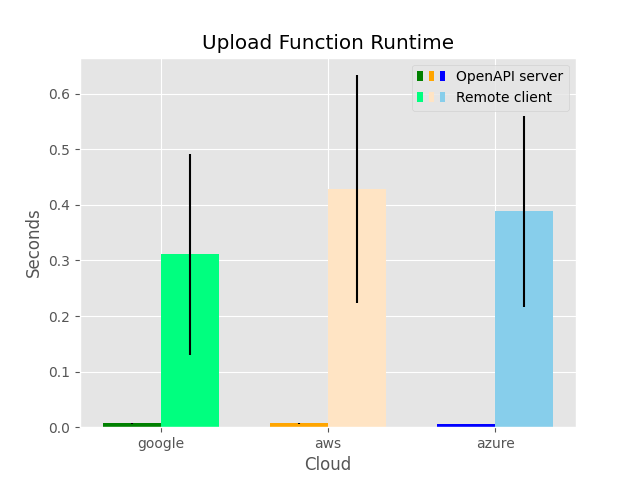 Upload Function Runtime
OpenAPI server
Remote client
Seconds
0.6
0.5
0.4
0.3
0.2
0.1
0.0
google aws azure
Cloud